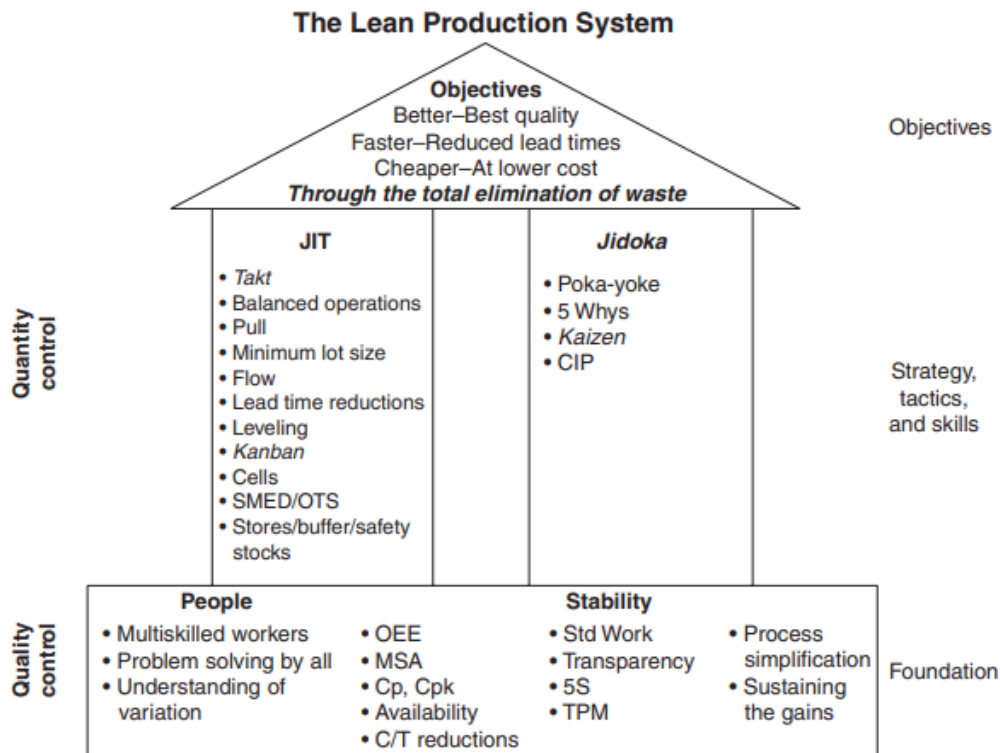 The Lean Production System
Objectives
Better–Best quality
Faster–Reduced lead times
Cheaper–At lower cost
Through the total elimination of waste
Objectives
Quantity
control
JIT
• Takt
• Balanced operations
• Pull
• Minimum lot size
• Flow
• Lead time reductions
• Leveling
• Kanban
• Cells
• SMED/OTS
• Stores/buffer/safety
stocks
Jidoka
• Poka-yoke
• 5 Whys
• Kaizen
• CIP
Strategy,
tactics,
and skills
Quality
control
People
• Multiskilled workers
• Problem solving by all
• Understanding of
variation
Stability
• OEE
• MSA
• Cp, Cpk
• Availability
• C/T reductions
• Std Work
• Transparency
• 5S
• TPM
• Process
simplification
• Sustaining
the gains
Foundation